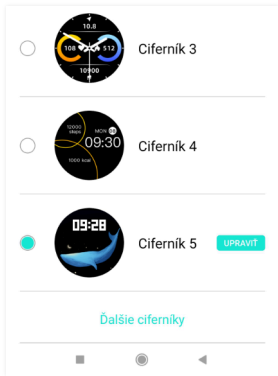 10.8
108 512
10900
Ciferník 3
12000
steps
MON 08
09:30
1000 kcal
Ciferník 4
09:28
Ciferník 5
UPRAVIŤ
Ďalšie ciferníky